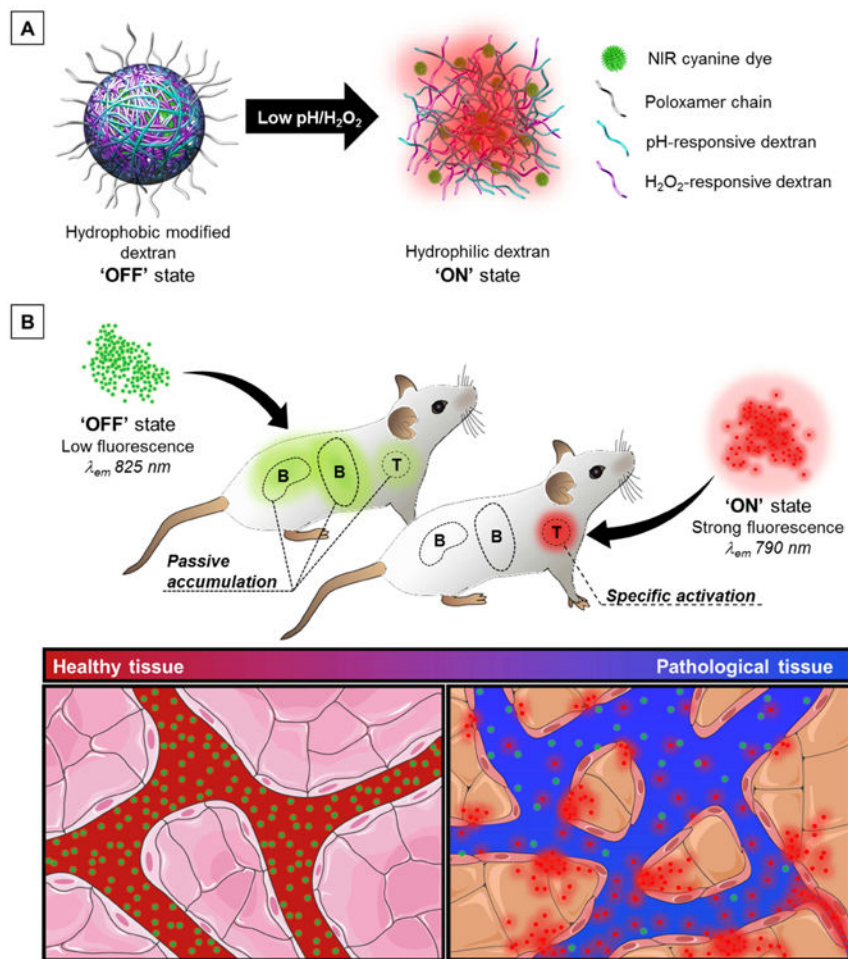 A
Low pH/H₂O₂
Hydrophobic modified
dextran
'OFF' state
Hydrophilic dextran
'ON' state
NIR cyanine dye
Poloxamer chain
pH-responsive dextran
H₂O₂-responsive dextran
B
'OFF' state
Low fluorescence
λem 825 nm
B
B
T
Passive
accumulation
B
B
T
Specific activation
'ON' state
Strong fluorescence
λem 790 nm
Healthy tissue
Pathological tissue